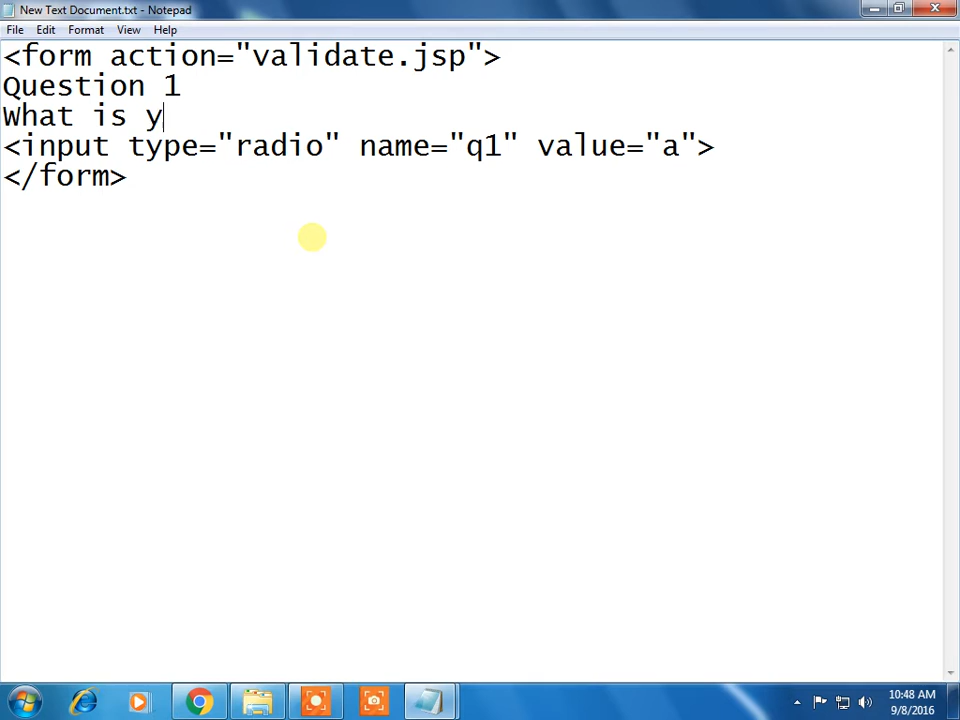 New Text Document.txt - Notepad
File Edit Format View Help
<form action="validate.jsp">
Question 1
What is y
<input type="radio" name="q1" value="a">
</form>
10:48 AM
9/8/2016